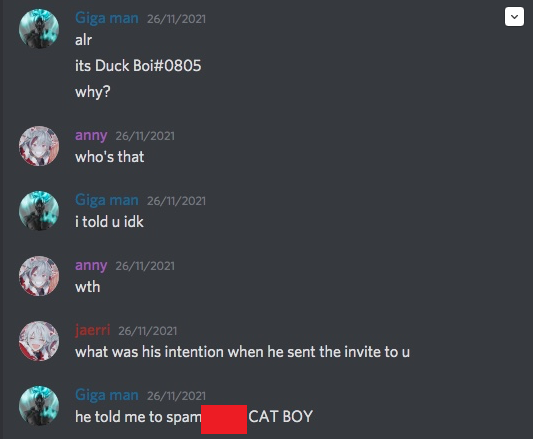 Giga man 26/11/2021
alr
its Duck Boi#0805
why?
anny 26/11/2021
who's that
Giga man 26/11/2021
i told u idk
anny 26/11/2021
wth
jaerri 26/11/2021
what was his intention when he sent the invite to u
Giga man 26/11/2021
he told me to spam CAT BOY